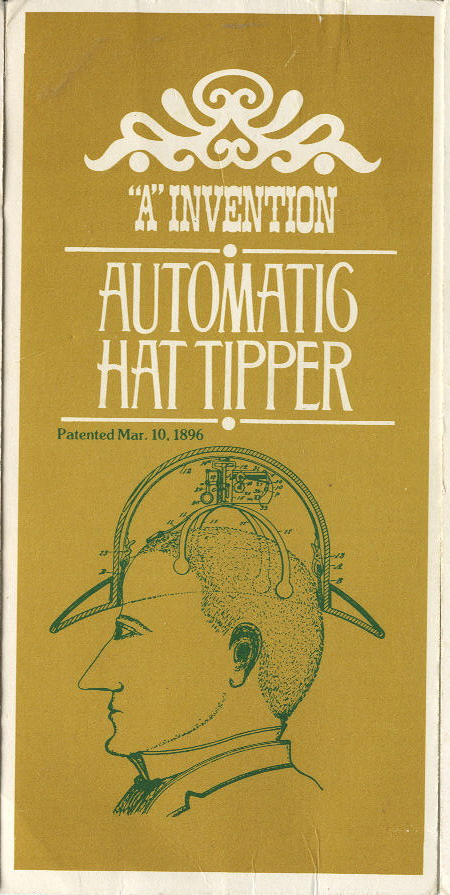 "A" INVENTION
AUTOMATIC
HAT TIPPER
Patented Mar. 10, 1896